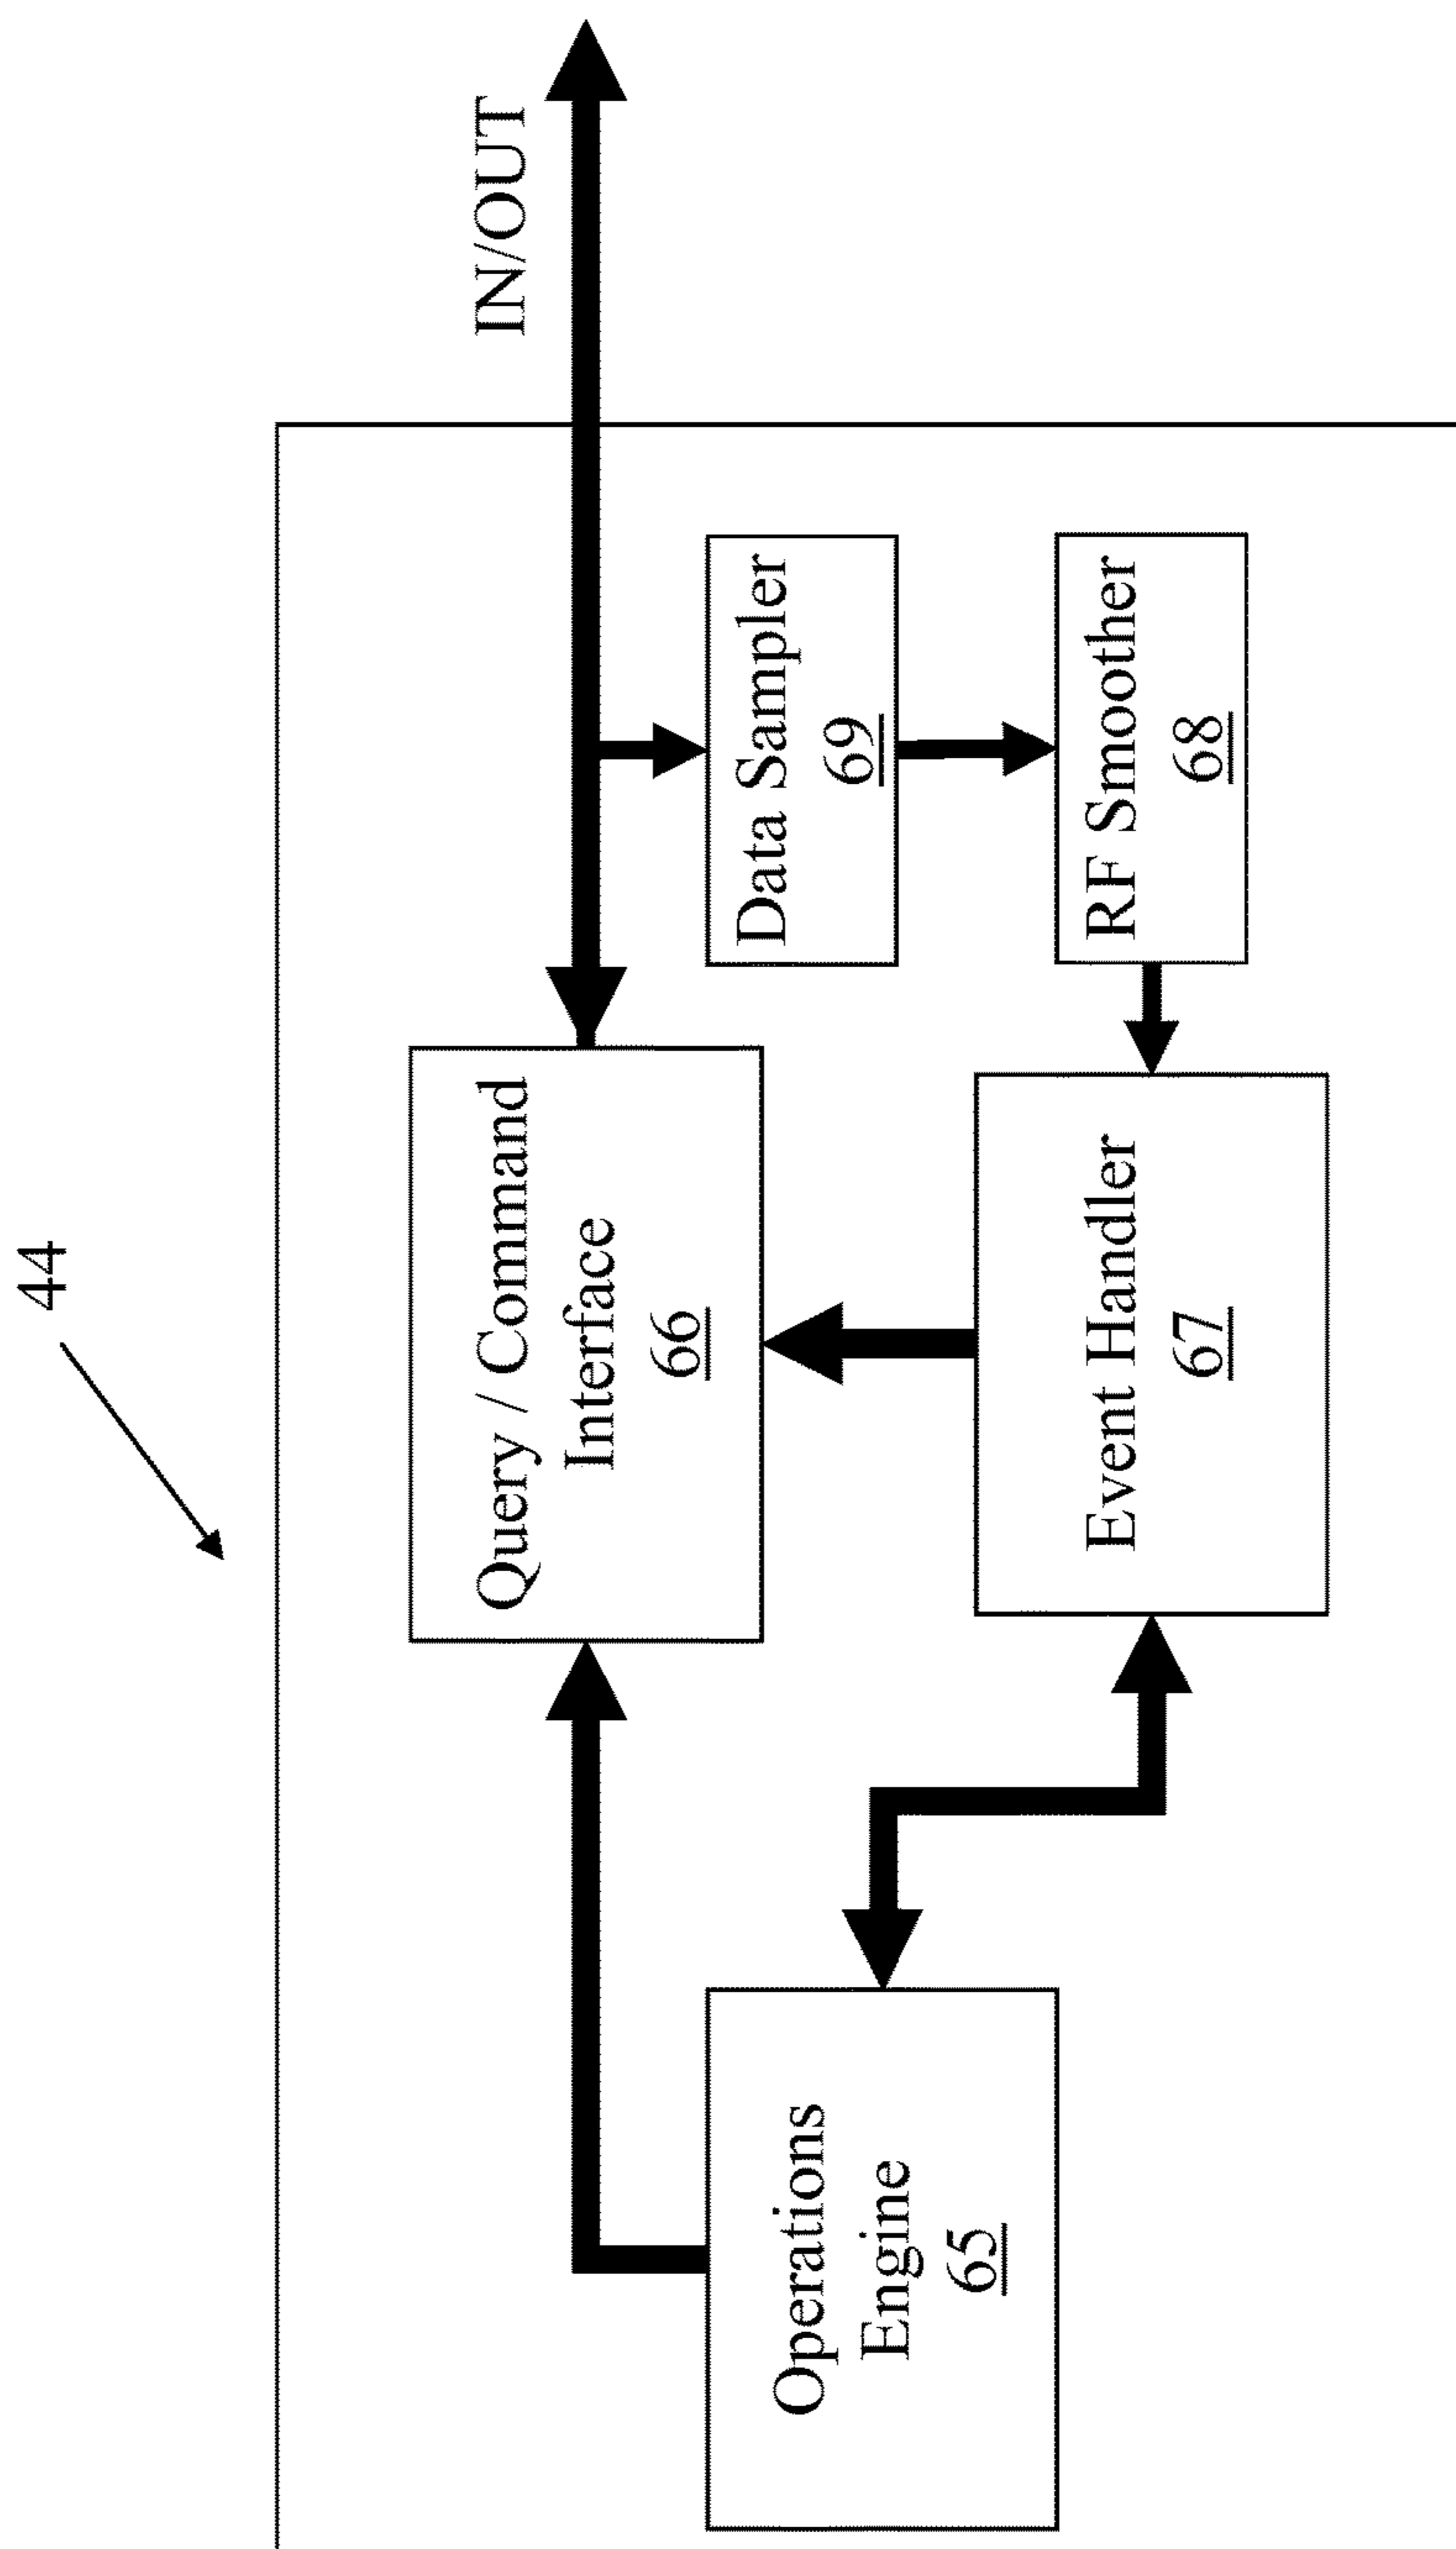 44
IN/OUT
Query / Command
Interface
66
Data Sampler
69
Operations
Engine
65
Event Handler
67
RF Smoother
68